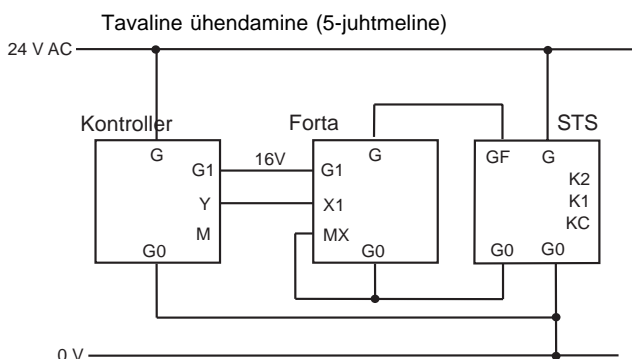 Tavaline ühendamine (5-juhtmeline)
24 V AC
Kontroller
Forta
STS
G
G
GF
G
G1
16V
G1
K2
Y
X1
K1
M
MX
KC
G0
G0
G0
G0
0 V